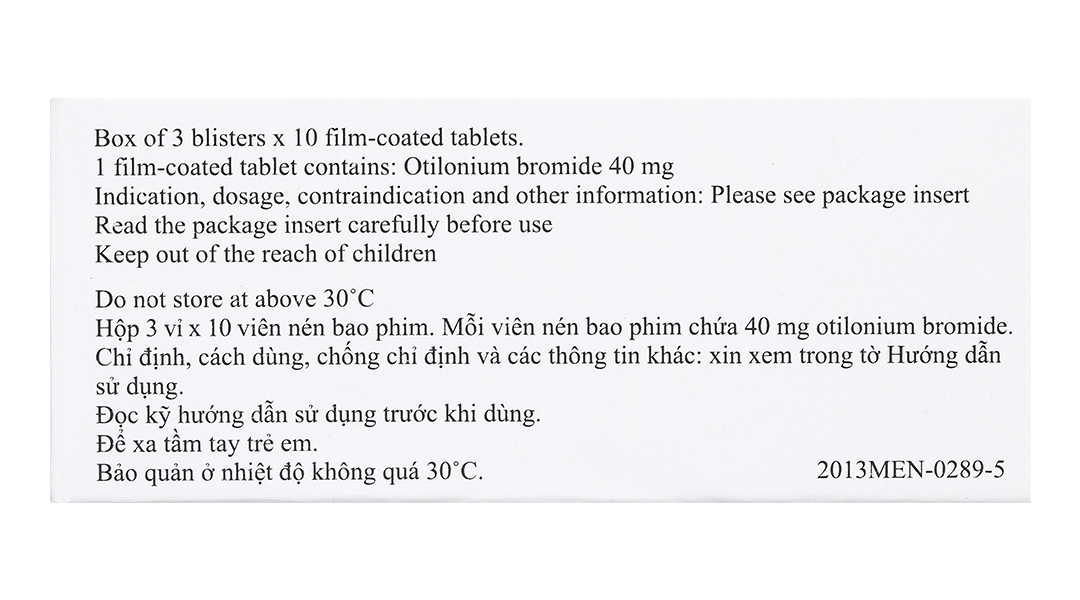 Box of 3 blisters x 10 film-coated tablets.
1 film-coated tablet contains: Otilonium bromide 40 mg
Indication, dosage, contraindication and other information: Please see package insert
Read the package insert carefully before use
Keep out of the reach of children
Do not store at above 30˚C
Hộp 3 vỉ x 10 viên nén bao phim. Mỗi viên nén bao phim chứa 40 mg otilonium bromide.
Chỉ định, cách dùng, chống chỉ định và các thông tin khác: xin xem trong tờ Hướng dẫn
sử dụng.
Đọc kỹ hướng dẫn sử dụng trước khi dùng.
Để xa tầm tay trẻ em.
Bảo quản ở nhiệt độ không quá 30˚C. 2013MEN-0289-5